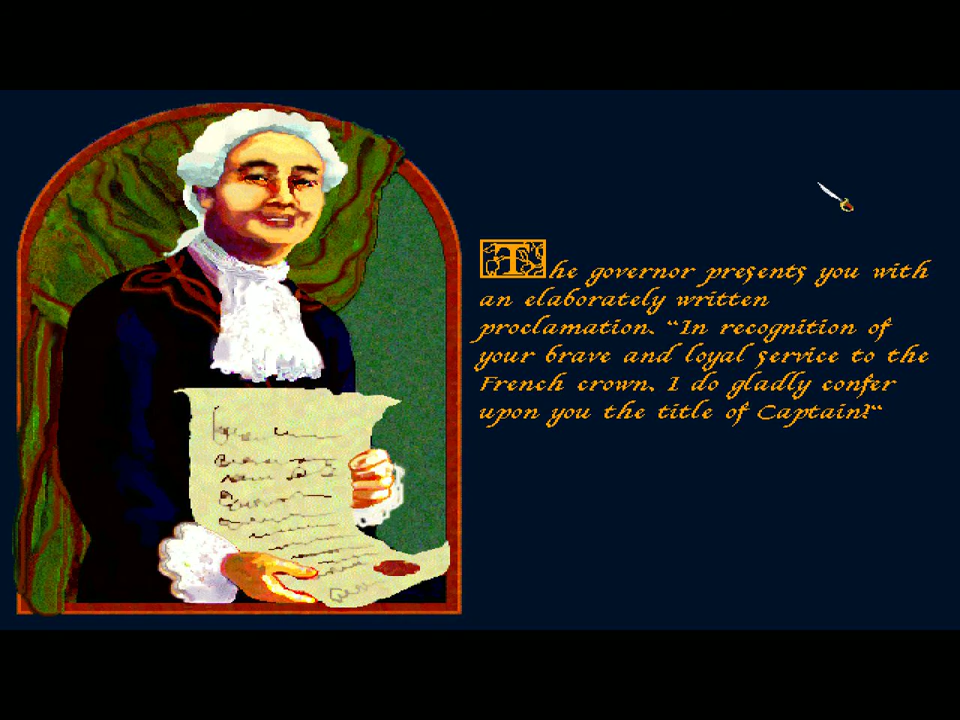 The governor presents you with
an elaborately written
proclamation. “In recognition of
your brave and loyal service to the
French crown. I do gladly confer
upon you the title of Captain!“